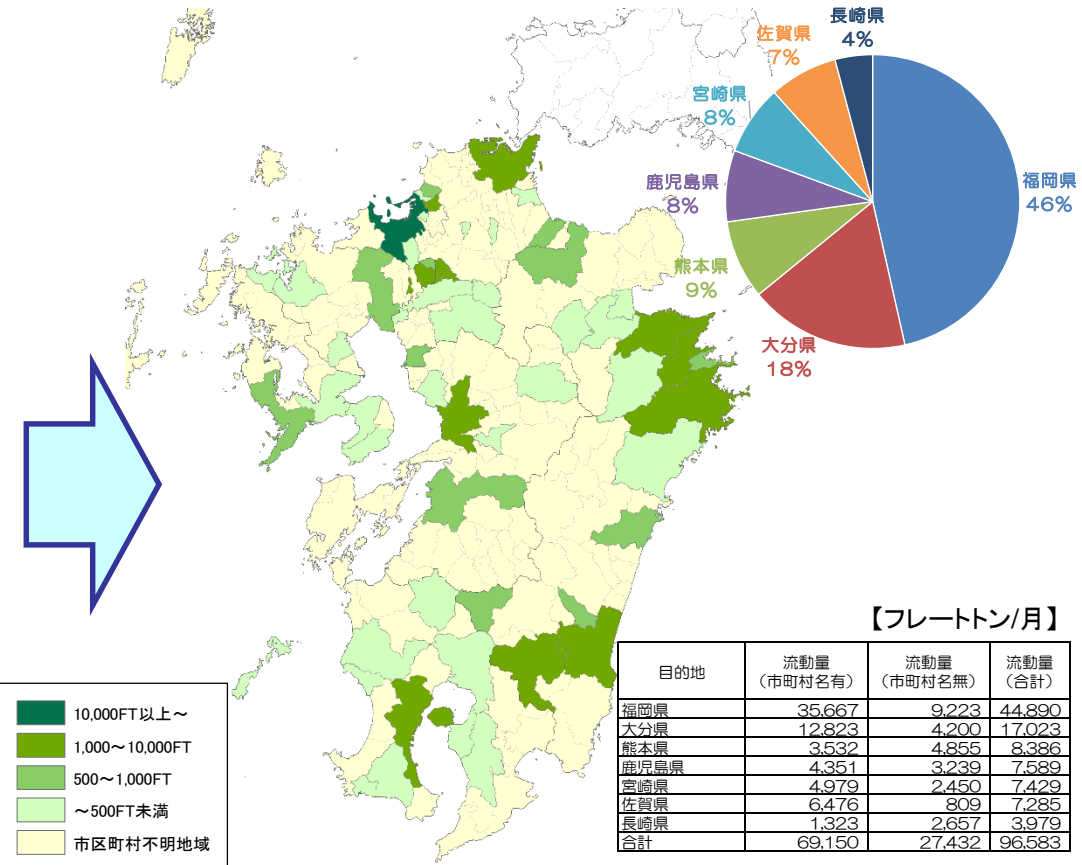 長崎県
4%
佐賀県
7%
宮崎県
8%
鹿児島県
8%
熊本県
9%
大分県
18%
福岡県
46%
【フレートトン/月】
目的地 流動量（市町村名有） 流動量（市町村名無） 流動量（合計）
福岡県 35,667 9,223 44,890
大分県 12,823 4,200 17,023
熊本県 3,532 4,855 8,386
鹿児島県 4,351 3,239 7,589
宮崎県 4,979 2,450 7,429
佐賀県 6,476 809 7,285
長崎県 1,323 2,657 3,979
合計 69,150 27,432 96,583
10,000FT以上～
1,000～10,000FT
500～1,000FT
～500FT未満
市区町村不明地域